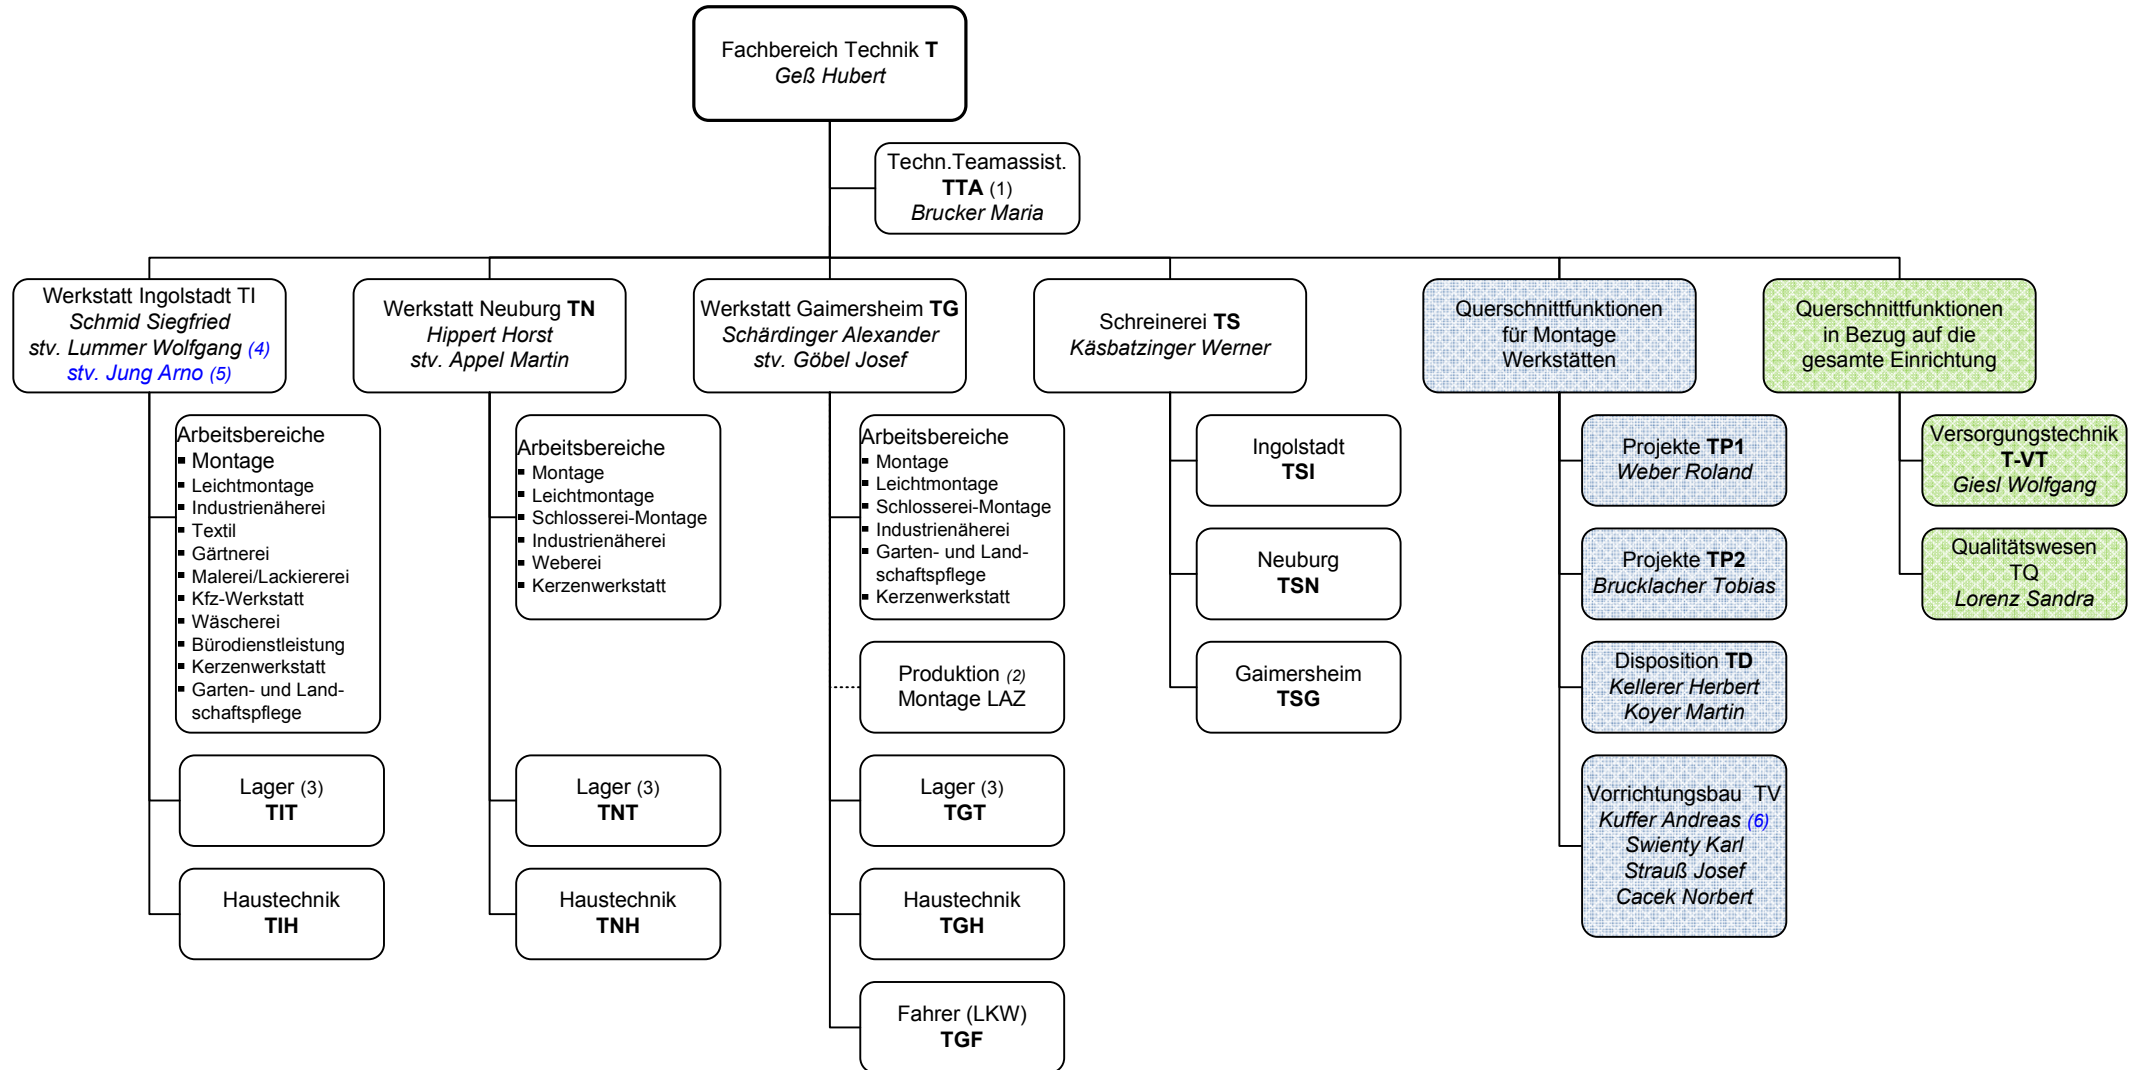 Fachbereich Technik T
Geß Hubert
Techn.Teamassist.
TTA (1)
Brucker Maria
Werkstatt Ingolstadt TI
Schmid Siegfried
stv. Lummer Wolfgang (4)
stv. Jung Arno (5)
Arbeitsbereiche
▪ Montage
▪ Leichtmontage
▪ Industrienäherei
▪ Textil
▪ Gärtnerei
▪ Malerei/Lackiererei
▪ Kfz-Werkstatt
▪ Wäscherei
▪ Bürodienstleistung
▪ Kerzenwerkstatt
▪ Garten- und Land-
schaftspflege
Lager (3)
TIT
Haustechnik
TIH
Werkstatt Neuburg TN
Hippert Horst
stv. Appel Martin
Arbeitsbereiche
▪ Montage
▪ Leichtmontage
▪ Schlosserei-Montage
▪ Industrienäherei
▪ Weberei
▪ Kerzenwerkstatt
Lager (3)
TNT
Haustechnik
TNH
Werkstatt Gaimersheim TG
Schärdinger Alexander
stv. Göbel Josef
Arbeitsbereiche
▪ Montage
▪ Leichtmontage
▪ Schlosserei-Montage
▪ Industrienäherei
▪ Garten- und Land-
schaftspflege
▪ Kerzenwerkstatt
Produktion (2)
Montage LAZ
Lager (3)
TGT
Haustechnik
TGH
Fahrer (LKW)
TGF
Schreinerei TS
Käsbatzinger Werner
Ingolstadt
TSI
Neuburg
TSN
Gaimersheim
TSG
Querschnittfunktionen
für Montage
Werkstätten
Projekte TP1
Weber Roland
Projekte TP2
Brucklacher Tobias
Disposition TD
Kellerer Herbert
Koyer Martin
Vorrichtungsbau TV
Kuffer Andreas (6)
Swienty Karl
Strauß Josef
Cacek Norbert
Querschnittfunktionen
in Bezug auf die
gesamte Einrichtung
Versorgungstechnik
T-VT
Giesl Wolfgang
Qualitätswesen
TQ
Lorenz Sandra